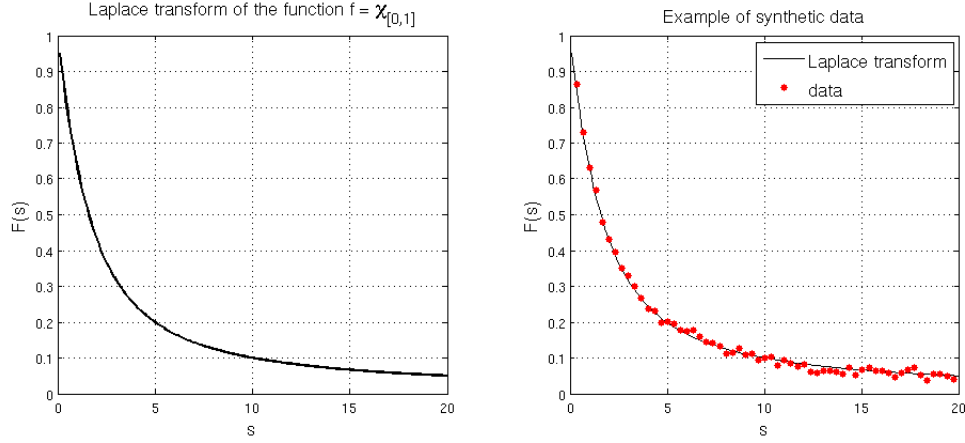 Laplace transform of the function f = χ[0,1]
1
0.9
0.8
0.7
0.6
0.5
0.4
0.3
0.2
0.1
0
F(s)
0 5 10 15 20
s
Example of synthetic data
Laplace transform
data
1
0.9
0.8
0.7
0.6
0.5
0.4
0.3
0.2
0.1
0
F(s)
0 5 10 15 20
s